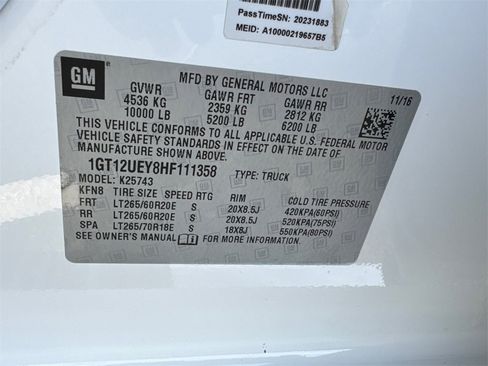 PassTimeSN: 20231883
MEID: A10000219657B5
GM
MFD BY GENERAL MOTORS LLC
11/16
GVWR GAWR FRT GAWR RR
4536 KG 2359 KG 2812 KG
10000 LB 5200 LB 6200 LB
THIS VEHICLE CONFORMS TO ALL APPLICABLE U.S. FEDERAL MOTOR
VEHICLE SAFETY STANDARDS IN EFFECT ON THE DATE OF
MANUFACTURE SHOWN ABOVE.
1GT12UEY8HF111358 TYPE: TRUCK
MODEL: K25743
KFN8 TIRE SIZE SPEED RTG RIM COLD TIRE PRESSURE
FRT LT265/60R20E S 20X8.5J 420KPA(60PSI)
RR LT265/60R20E S 20X8.5J 520KPA(75PSI)
SPA LT265/70R18E S 18X8J 550KPA(80PSI)
SEE OWNER'S MANUAL FOR MORE INFORMATION.